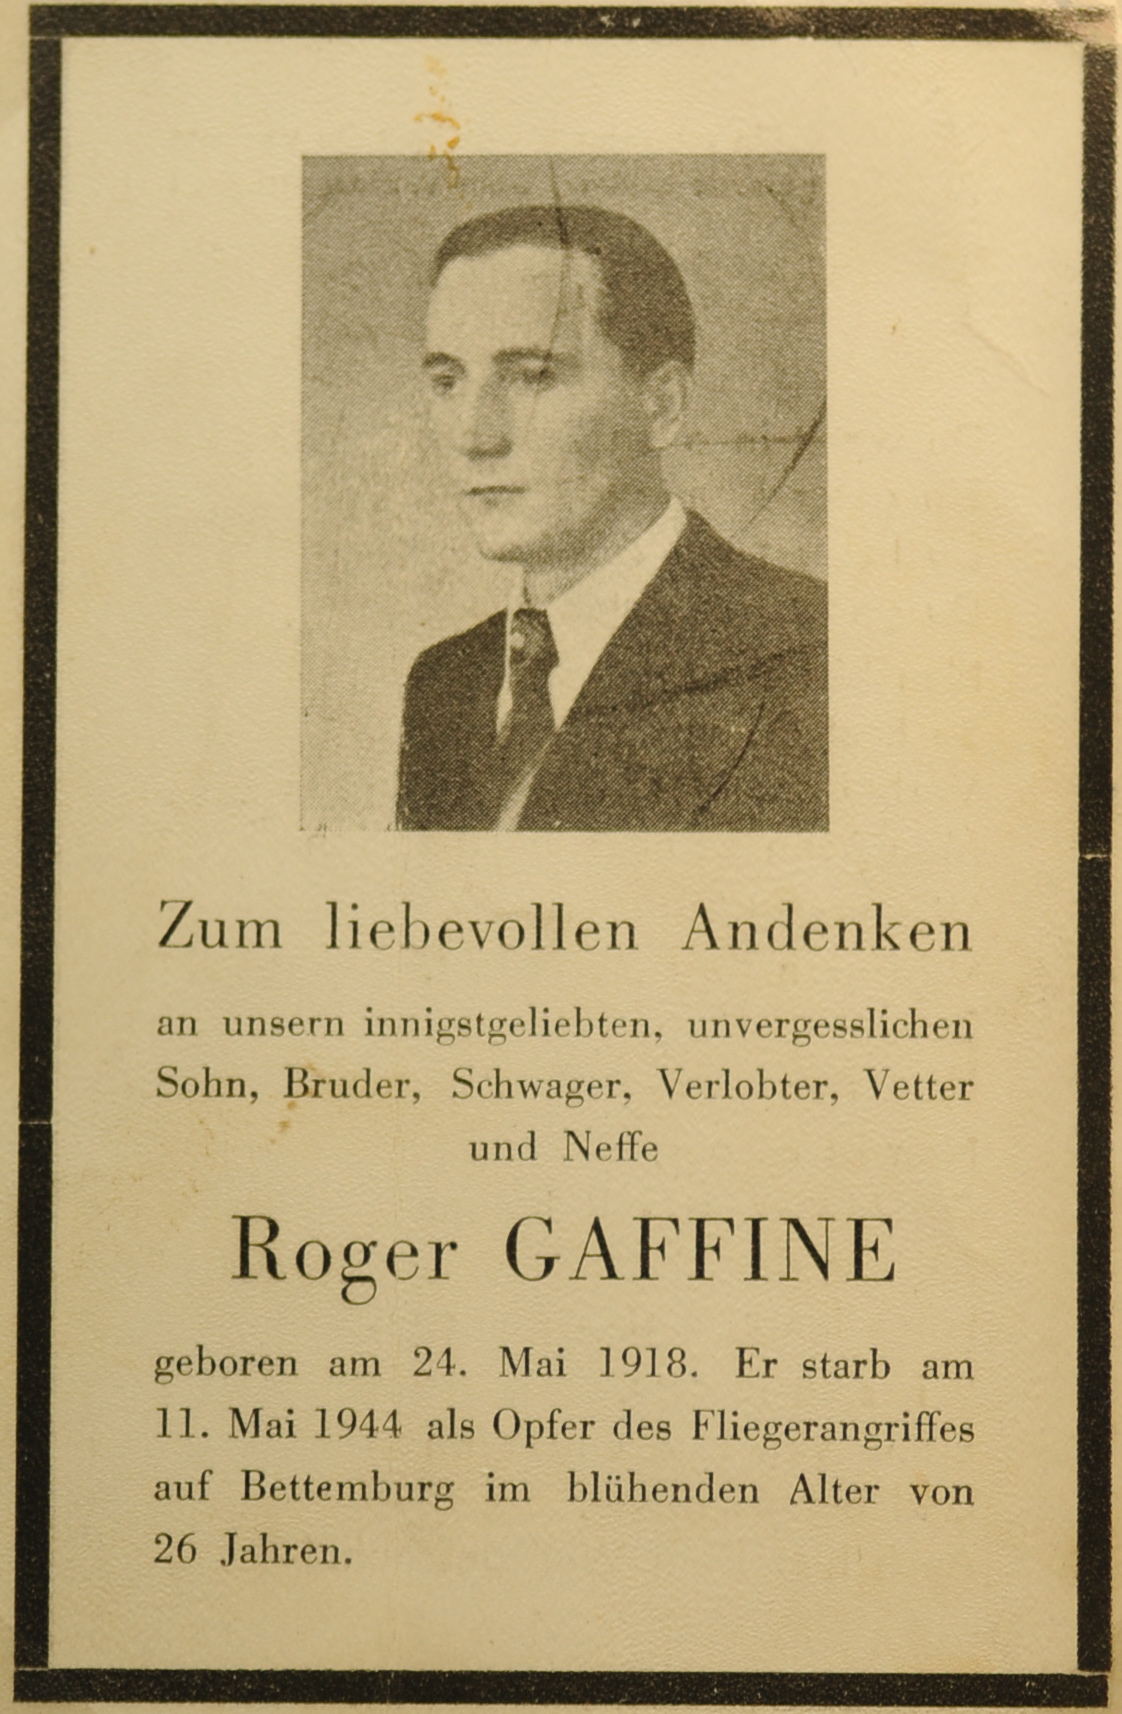 Zum liebevollen Andenken
an unsern innigstgeliebten, unvergesslichen
Sohn, Bruder, Schwager, Verlobter, Vetter
und Neffe
Roger GAFFINE
geboren am 24. Mai 1918. Er starb am
11. Mai 1944 als Opfer des Fliegerangriffes
auf Bettemburg im blühenden Alter von
26 Jahren.